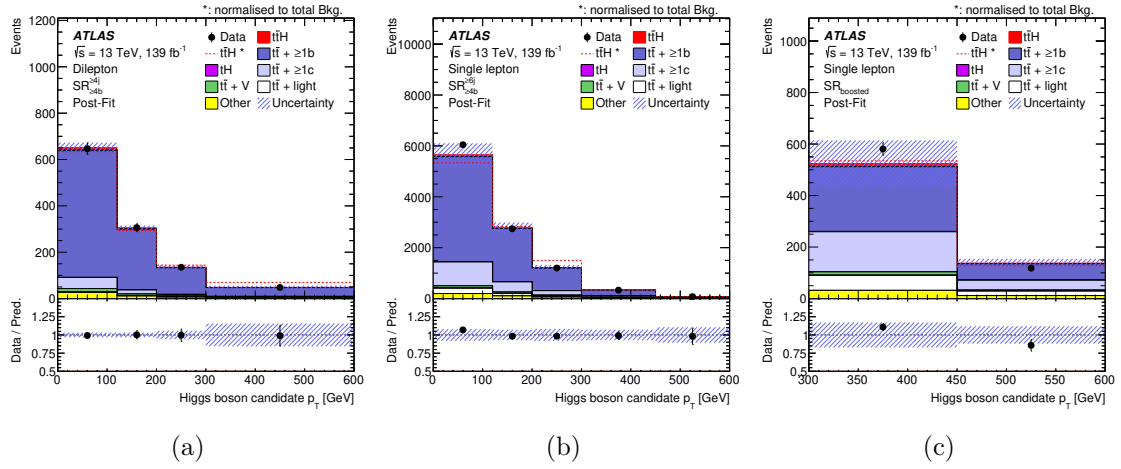 *: normalised to total Bkg.
ATLAS
√s = 13 TeV, 139 fb⁻¹
Dilepton
SR≥4j≥4b
Post-Fit
Data
tt̄H
tt̄H *
tt̄ + ≥1b
tH
tt̄ + ≥1c
tt̄ + V
tt̄ + light
Other
Uncertainty
Events
1200
1000
800
600
400
200
0
Data / Pred.
1.25
1
0.75
0.5
0 100 200 300 400 500 600
Higgs boson candidate p_T [GeV]
(a)
*: normalised to total Bkg.
ATLAS
√s = 13 TeV, 139 fb⁻¹
Single lepton
SR≥6j≥4b
Post-Fit
Data
tt̄H
tt̄H *
tt̄ + ≥1b
tH
tt̄ + ≥1c
tt̄ + V
tt̄ + light
Other
Uncertainty
Events
10000
8000
6000
4000
2000
0
Data / Pred.
1.25
1
0.75
0.5
0 100 200 300 400 500 600
Higgs boson candidate p_T [GeV]
(b)
*: normalised to total Bkg.
ATLAS
√s = 13 TeV, 139 fb⁻¹
Single lepton
SR_boosted
Post-Fit
Data
tt̄H
tt̄H *
tt̄ + ≥1b
tH
tt̄ + ≥1c
tt̄ + V
tt̄ + light
Other
Uncertainty
Events
1000
800
600
400
200
0
Data / Pred.
1.25
1
0.75
0.5
300 350 400 450 500 550 600
Higgs boson candidate p_T [GeV]
(c)